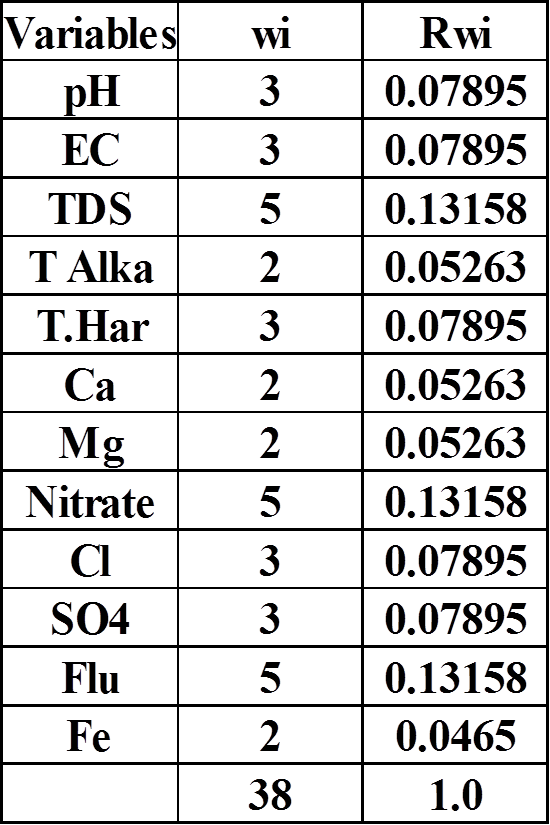 Variables wi Rwi
pH 3 0.07895
EC 3 0.07895
TDS 5 0.13158
T Alka 2 0.05263
T.Har 3 0.07895
Ca 2 0.05263
Mg 2 0.05263
Nitrate 5 0.13158
Cl 3 0.07895
SO4 3 0.07895
Flu 5 0.13158
Fe 2 0.0465
38 1.0